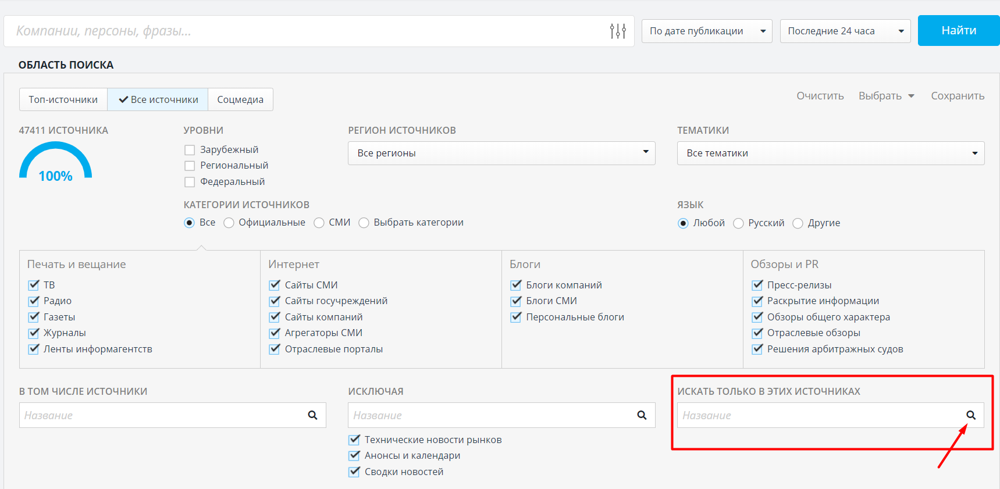 Компании, персоны, фразы...
По дате публикации
Последние 24 часа
Найти
ОБЛАСТЬ ПОИСКА
Топ-источники
Все источники
Соцмедиа
Очистить
Выбрать
Сохранить
47411 ИСТОЧНИКА
100%
УРОВНИ
Зарубежный
Региональный
Федеральный
РЕГИОН ИСТОЧНИКОВ
Все регионы
ТЕМАТИКИ
Все тематики
КАТЕГОРИИ ИСТОЧНИКОВ
Все
Официальные
СМИ
Выбрать категории
ЯЗЫК
Любой
Русский
Другие
Печать и вещание
ТВ
Радио
Газеты
Журналы
Ленты информагентств
Интернет
Сайты СМИ
Сайты госучреждений
Сайты компаний
Агрегаторы СМИ
Отраслевые порталы
Блоги
Блоги компаний
Блоги СМИ
Персональные блоги
Обзоры и PR
Пресс-релизы
Раскрытие информации
Обзоры общего характера
Отраслевые обзоры
Решения арбитражных судов
В ТОМ ЧИСЛЕ ИСТОЧНИКИ
Название
ИСКЛЮЧАЯ
Название
Технические новости рынков
Анонсы и календари
Сводки новостей
ИСКАТЬ ТОЛЬКО В ЭТИХ ИСТОЧНИКАХ
Название